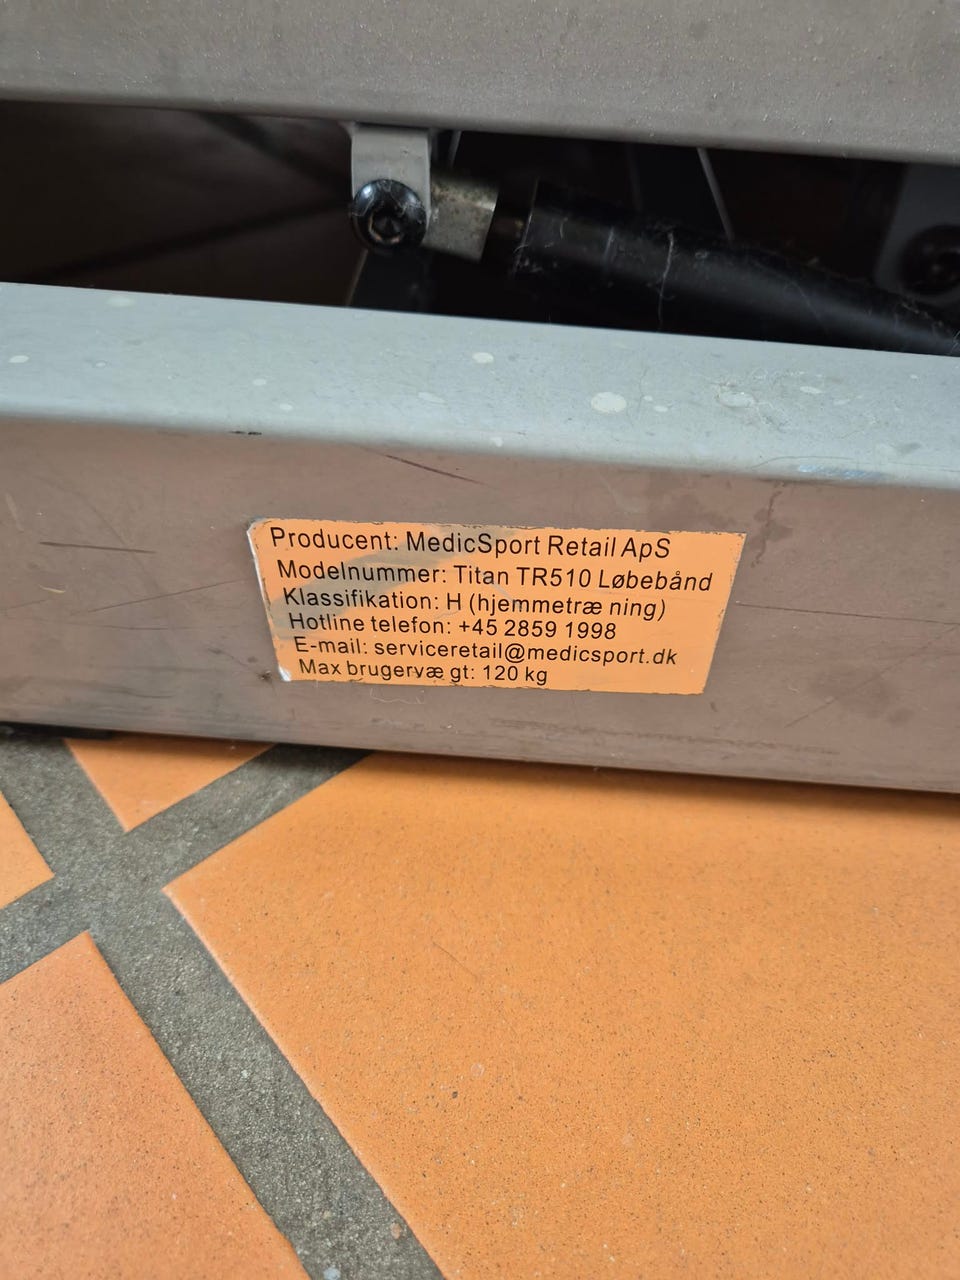 Producent: MedicSport Retail ApS
Modelnummer: Titan TR510 Løbebånd
Klassifikation: H (hjemmetræ ning)
Hotline telefon: +45 2859 1998
E-mail: serviceretail@medicsport.dk
Max brugervæ gt: 120 kg